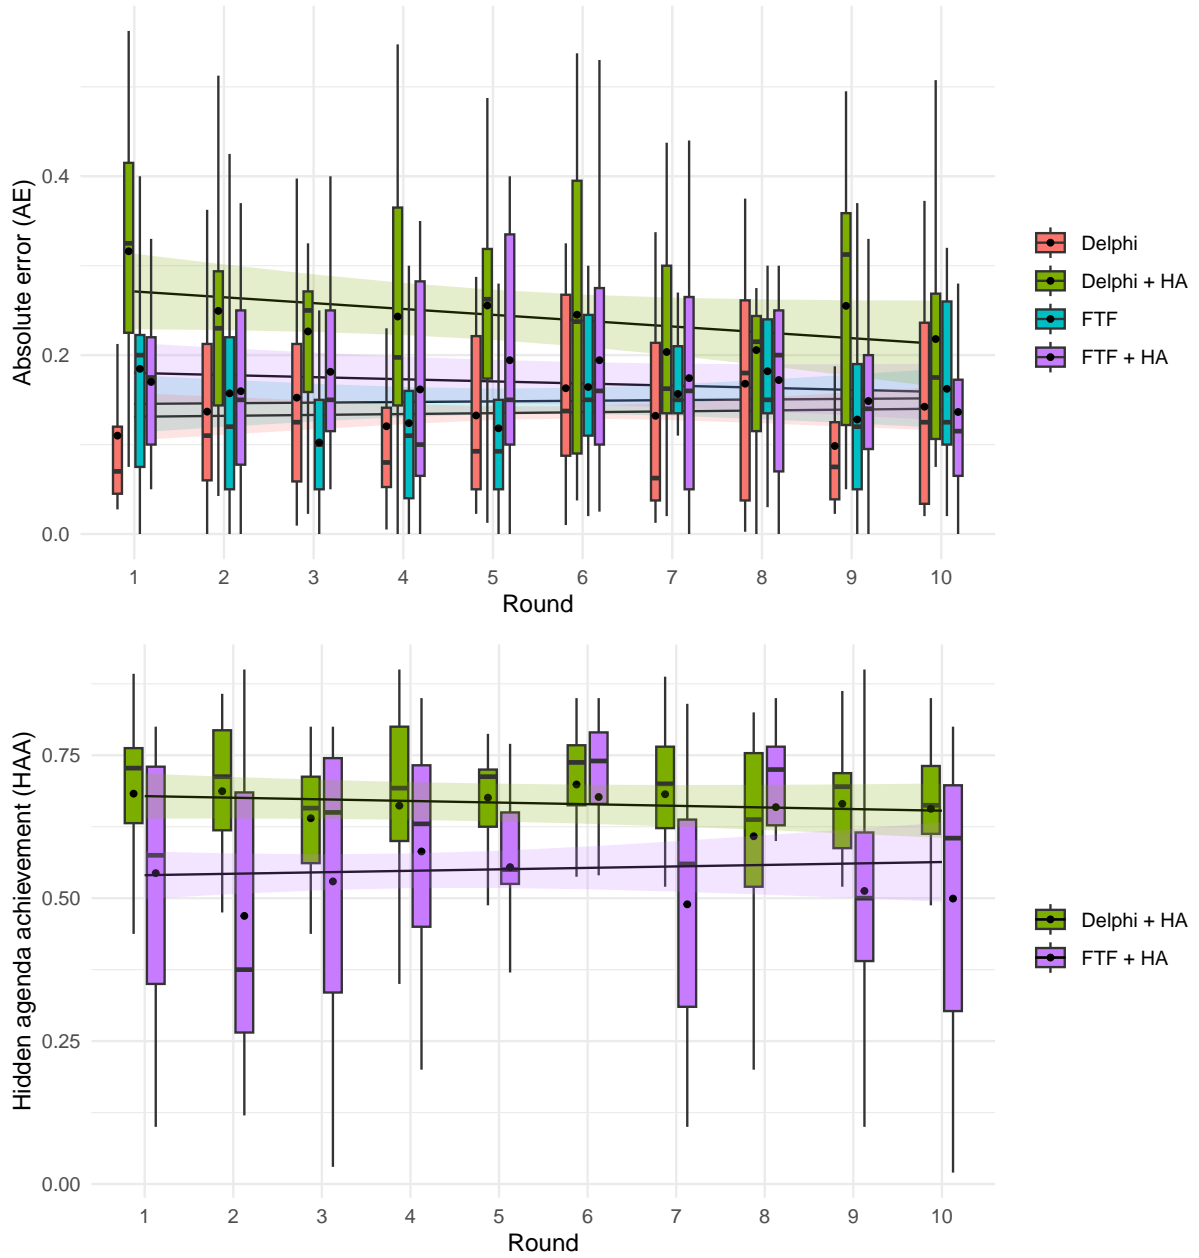 Absolute error (AE)
0.4
0.2
0.0
1 2 3 4 5 6 7 8 9 10
Round
Delphi
Delphi + HA
FTF
FTF + HA
Hidden agenda achievement (HAA)
0.75
0.50
0.25
0.00
1 2 3 4 5 6 7 8 9 10
Round
Delphi + HA
FTF + HA